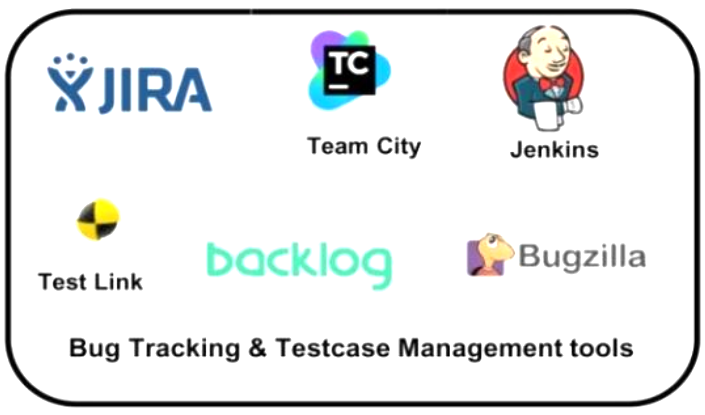 JIRA
TC
Team City
Jenkins
Test Link
backlog
Bugzilla
Bug Tracking & Testcase Management tools